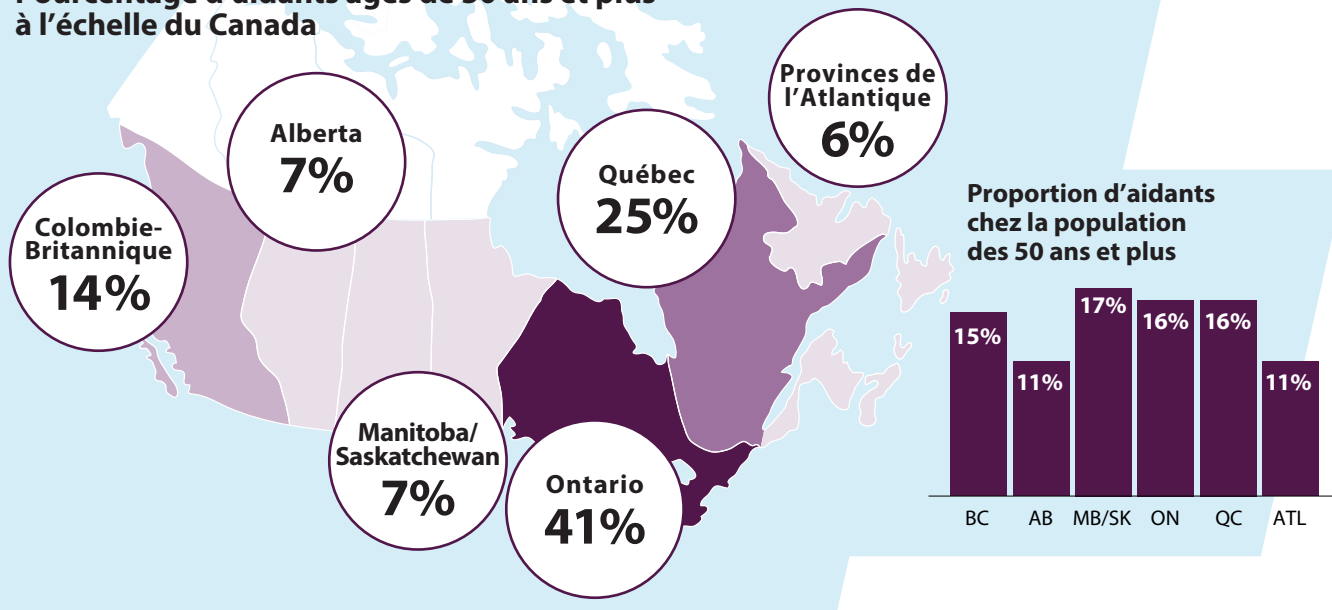 à l’échelle du Canada
Provinces de
l’Atlantique
6%
Alberta
7%
Québec
25%
Colombie-
Britannique
14%
Manitoba/
Saskatchewan
7%
Ontario
41%
Proportion d’aidants
chez la population
des 50 ans et plus
15%
11%
17%
16%
16%
11%
BC
AB
MB/SK
ON
QC
ATL